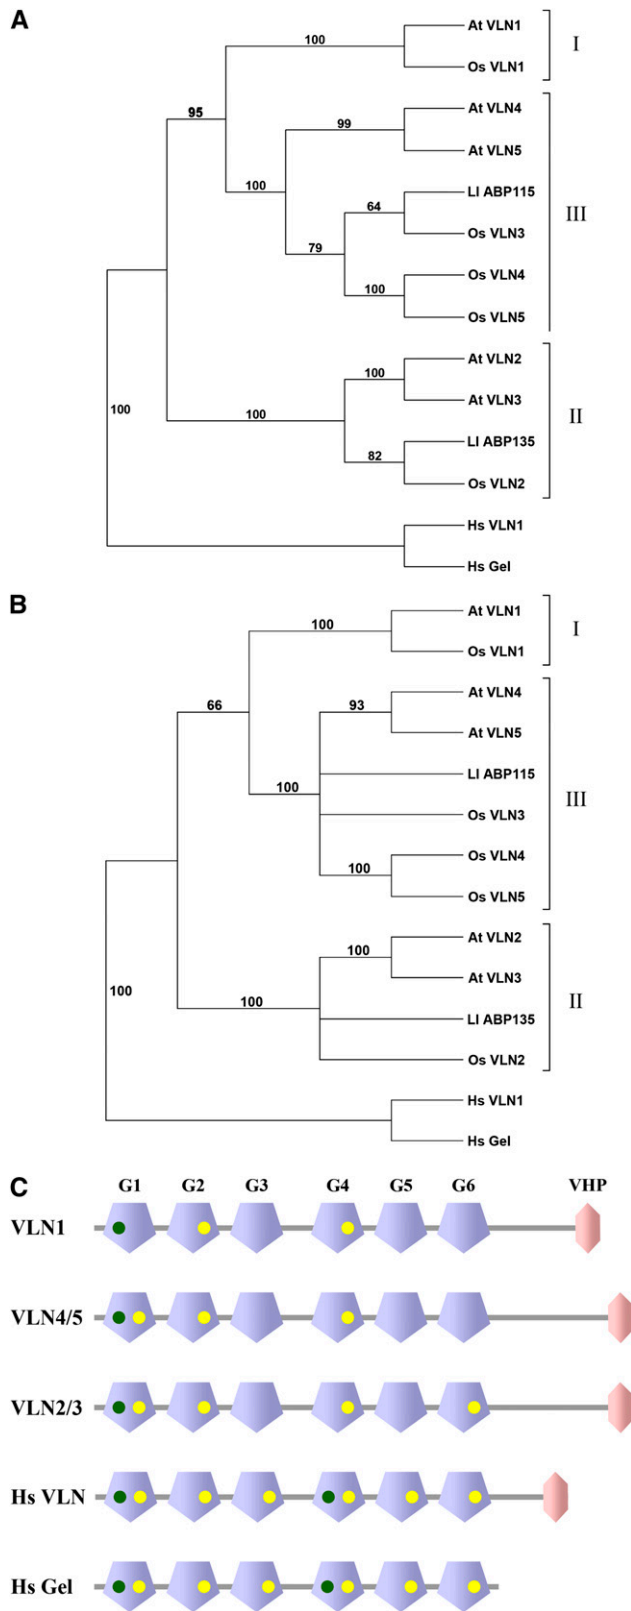 A
100
At VLN1
Os VLN1
I
95
99
At VLN4
At VLN5
100
64
Ll ABP115
Os VLN3
III
79
100
Os VLN4
Os VLN5
100
100
100
At VLN2
At VLN3
II
82
Ll ABP135
Os VLN2
Hs VLN1
Hs Gel
B
100
At VLN1
Os VLN1
I
66
93
At VLN4
At VLN5
100
Ll ABP115
Os VLN3
III
100
Os VLN4
Os VLN5
100
100
100
At VLN2
At VLN3
II
Ll ABP135
Os VLN2
Hs VLN1
Hs Gel
C
G1 G2 G3 G4 G5 G6 VHP
VLN1
VLN4/5
VLN2/3
Hs VLN
Hs Gel